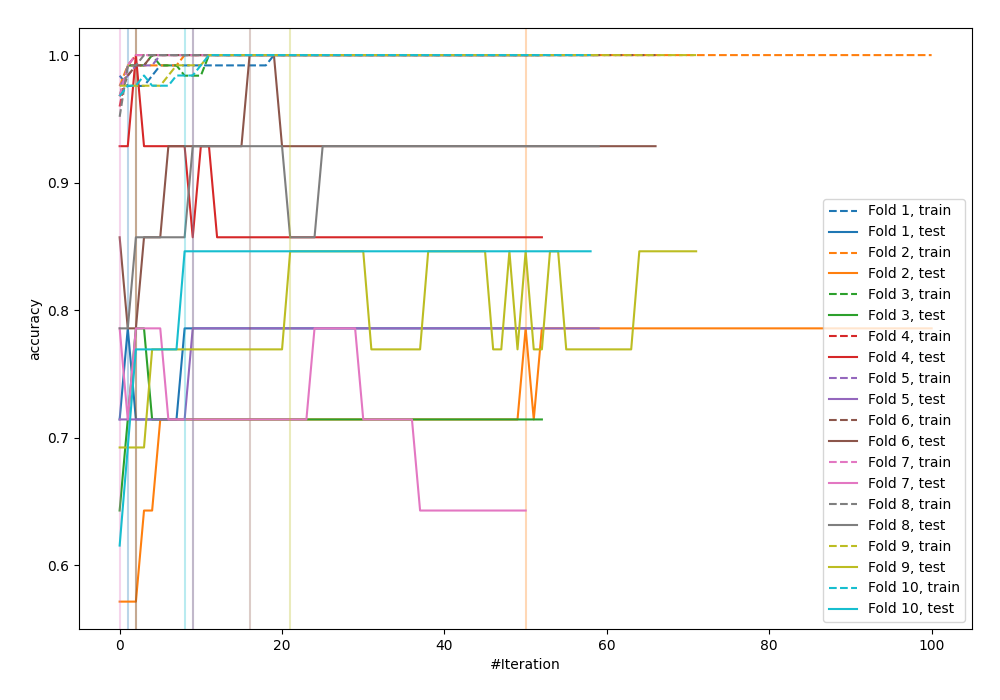 1.0
0.9
0.8
0.7
0.6
accuracy
0
20
40
60
80
100
#Iteration
Fold 1, train
Fold 1, test
Fold 2, train
Fold 2, test
Fold 3, train
Fold 3, test
Fold 4, train
Fold 4, test
Fold 5, train
Fold 5, test
Fold 6, train
Fold 6, test
Fold 7, train
Fold 7, test
Fold 8, train
Fold 8, test
Fold 9, train
Fold 9, test
Fold 10, train
Fold 10, test